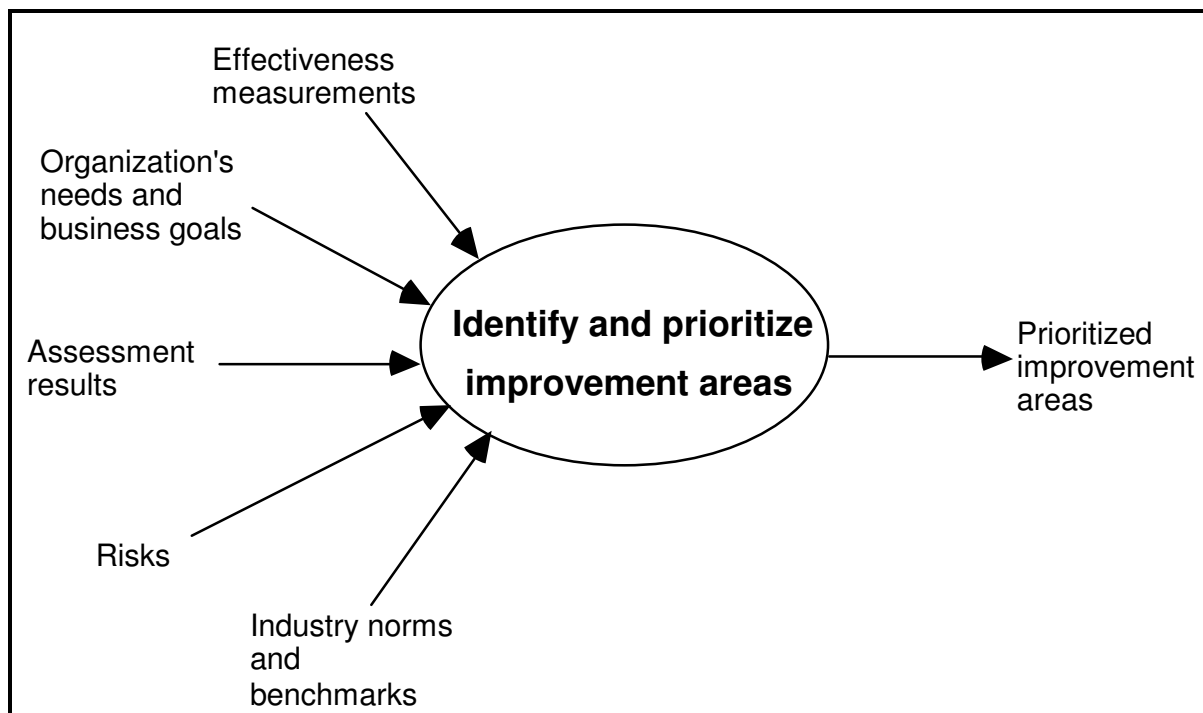 Effectiveness
measurements
Organization's
needs and
business goals
Assessment
results
Risks
Industry norms
and
benchmarks
Identify and prioritize
improvement areas
Prioritized
improvement
areas